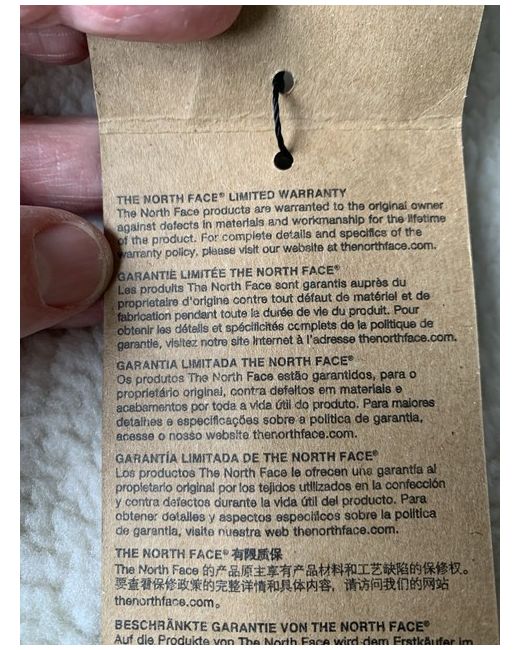 THE NORTH FACE® LIMITED WARRANTY
The North Face products are warranted to the original owner
against defects in materials and workmanship for the lifetime
of the product. For complete details and specifics of the
warranty policy, please visit our website at thenorthface.com.
GARANTIE LIMITÉE THE NORTH FACE®
Les produits The North Face sont garantis auprès du
proprietaire d'origine contre tout défaut de matériel et de
fabrication pendant toute la durée de vie du produit. Pour
obtenir les détails et spécificités complets de la politique de
garantie, visitez notre site Internet à l'adresse thenorthface.com.
GARANTIA LIMITADA THE NORTH FACE®
Os produtos The North Face estão garantidos, para o
proprietário original, contra defeitos em materiais e
acabamentos por toda a vida útil do produto. Para maiores
detalhes e especificações sobre a política de garantia,
acesse o nosso website thenorthface.com.
GARANTÍA LIMITADA DE THE NORTH FACE®
Los productos The North Face le ofrecen una garantía al
propietario original por los tejidos utilizados en la confección
y contra defectos durante la vida útil del producto. Para
obtener detalles y aspectos específicos sobre la política
de garantía, visite nuestra web thenorthface.com.
THE NORTH FACE® 有限质保
The North Face 的产品原主享有产品材料和工艺缺陷的保修权。
要查看保修政策的完整详情和具体内容，请访问我们的网站
thenorthface.com。
BESCHRÄNKTE GARANTIE VON THE NORTH FACE®
Auf die Produkte von The North Face wird dem Erstkäufer im